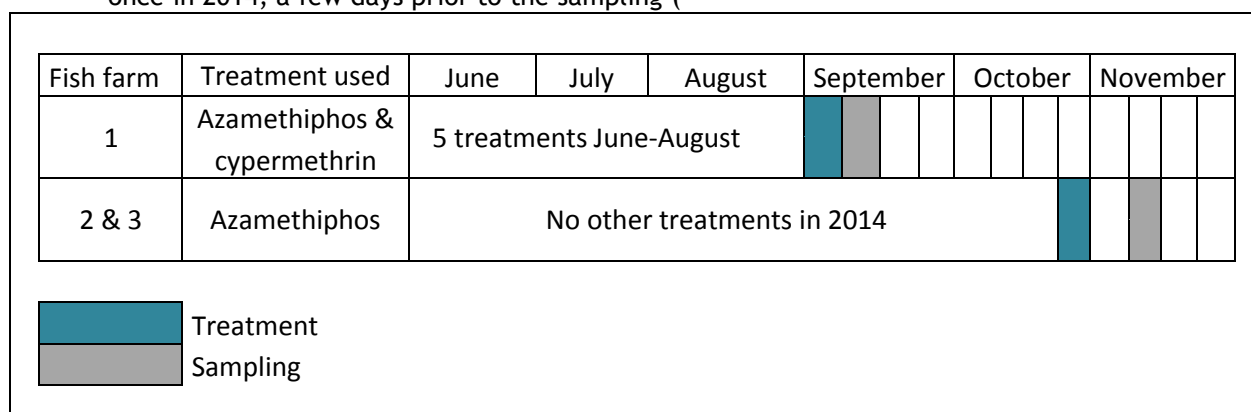 once in 2014, a few days prior to the sampling (
Fish farm Treatment used June July August September October November
1 Azamethiphos & cypermethrin 5 treatments June-August
2 & 3 Azamethiphos No other treatments in 2014
Treatment
Sampling